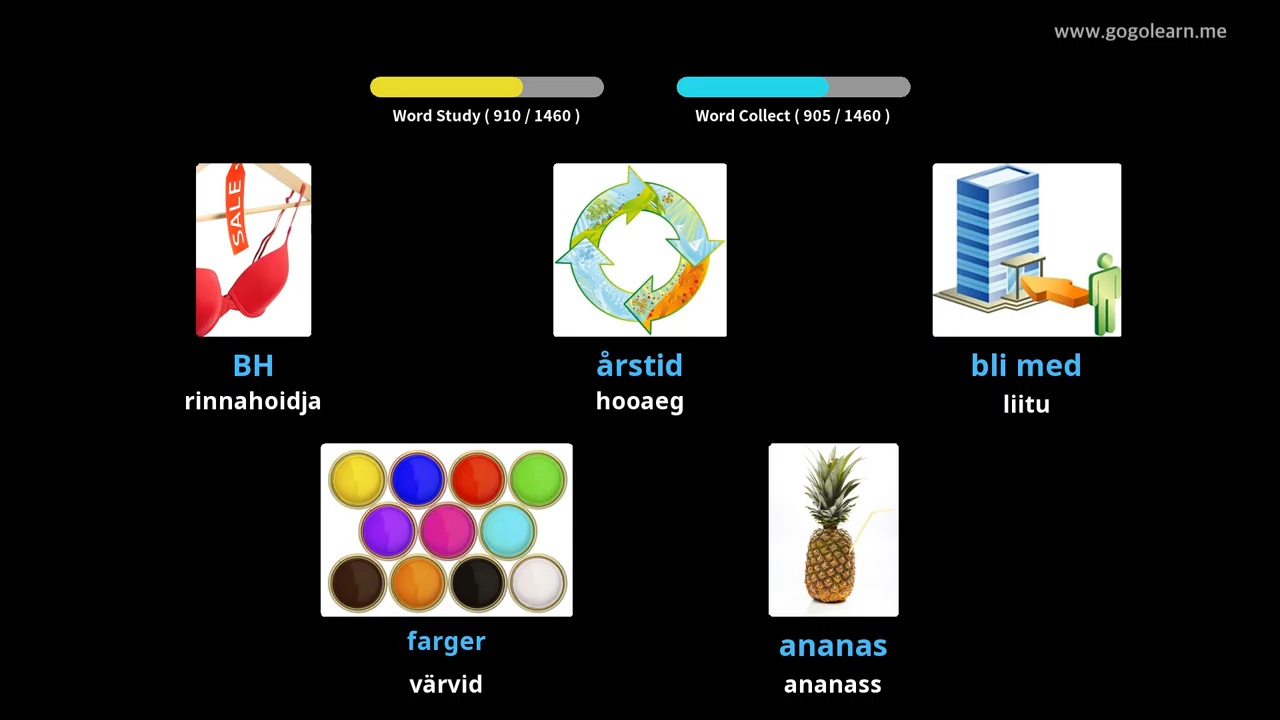 www.gogolearn.me
Word Study ( 910 / 1460 )
Word Collect ( 905 / 1460 )
SALE
BH
rinnahoidja
årstid
hooaeg
bli med
liitu
farger
värvid
ananas
ananass